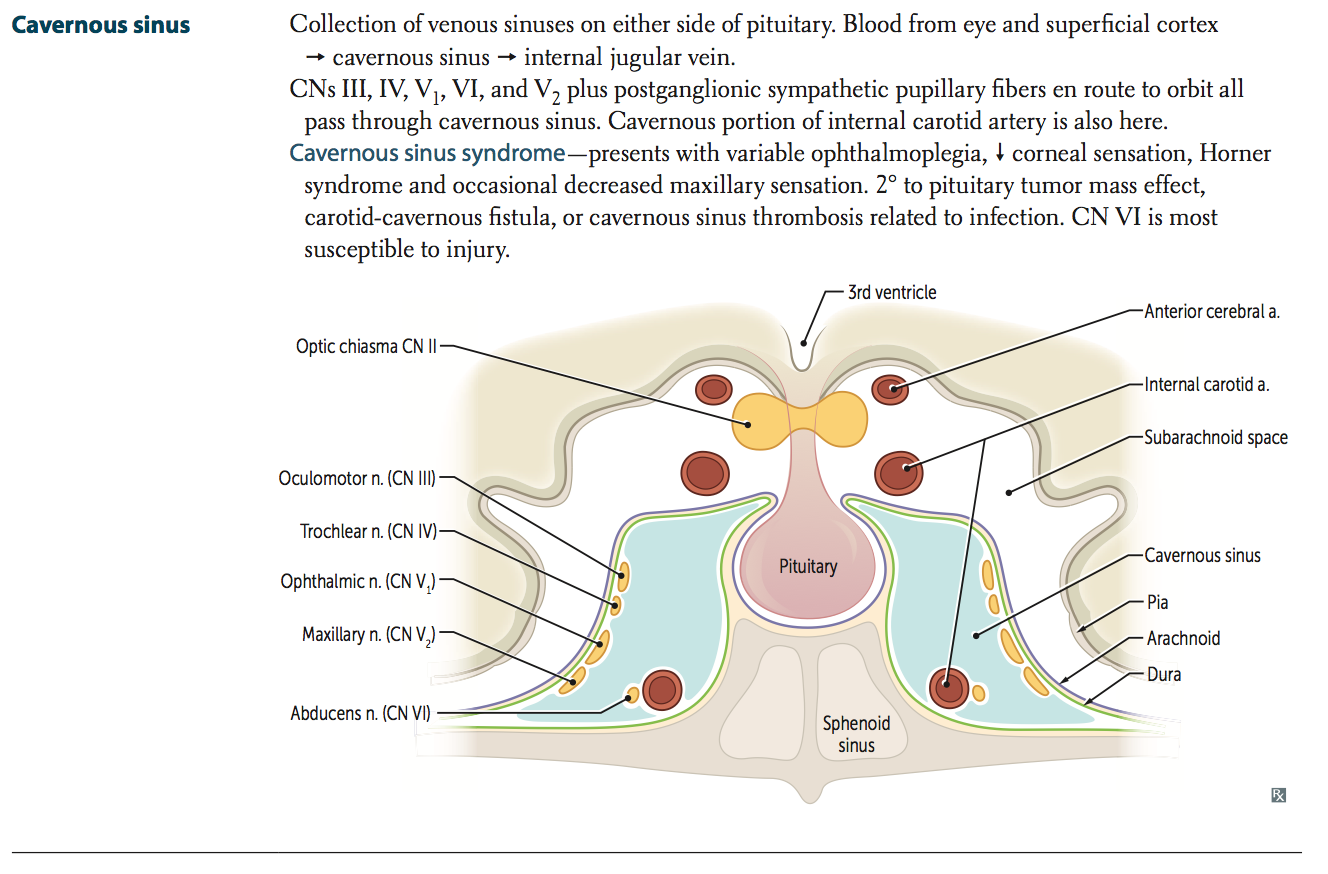 Cavernous sinus
Collection of venous sinuses on either side of pituitary. Blood from eye and superficial cortex
→ cavernous sinus → internal jugular vein.
CNs III, IV, V₁, VI, and V₂ plus postganglionic sympathetic pupillary fibers en route to orbit all
pass through cavernous sinus. Cavernous portion of internal carotid artery is also here.
Cavernous sinus syndrome—presents with variable ophthalmoplegia, ↓ corneal sensation, Horner
syndrome and occasional decreased maxillary sensation. 2° to pituitary tumor mass effect,
carotid-cavernous fistula, or cavernous sinus thrombosis related to infection. CN VI is most
susceptible to injury.
3rd ventricle
Anterior cerebral a.
Optic chiasma CN II
Internal carotid a.
Subarachnoid space
Oculomotor n. (CN III)
Trochlear n. (CN IV)
Cavernous sinus
Pituitary
Ophthalmic n. (CN V₁)
Pia
Maxillary n. (CN V₂)
Arachnoid
Dura
Abducens n. (CN VI)
Sphenoid
sinus
℞